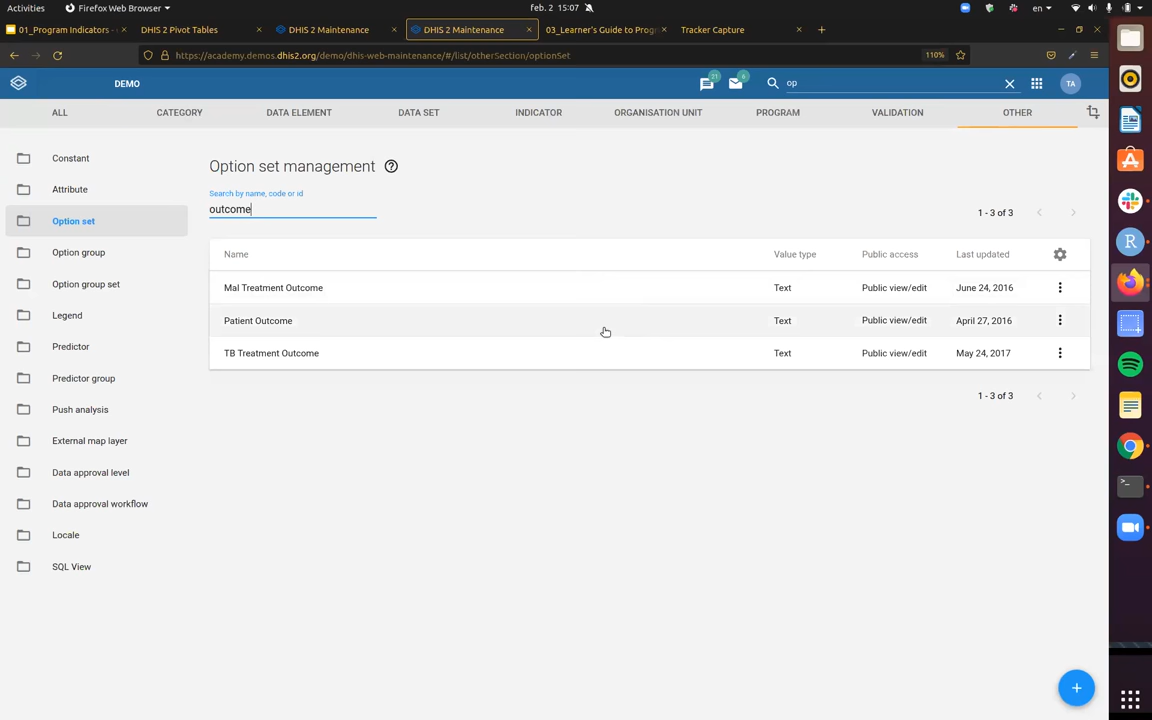 Activities
Firefox Web Browser
feb. 2 15:07
en
01_Program Indicators -
DHIS 2 Pivot Tables
DHIS 2 Maintenance
DHIS 2 Maintenance
03_Learner's Guide to Progr
Tracker Capture
https://academy.demos.dhis2.org/demo/dhis-web-maintenance/#/list/otherSection/optionSet
110%
DEMO
21
6
op
TA
ALL
CATEGORY
DATA ELEMENT
DATA SET
INDICATOR
ORGANISATION UNIT
PROGRAM
VALIDATION
OTHER
Constant
Attribute
Option set
Option group
Option group set
Legend
Predictor
Predictor group
Push analysis
External map layer
Data approval level
Data approval workflow
Locale
SQL View
Option set management
Search by name, code or id
outcome
1 - 3 of 3
Name Value type Public access Last updated
Mal Treatment Outcome Text Public view/edit June 24, 2016
Patient Outcome Text Public view/edit April 27, 2016
TB Treatment Outcome Text Public view/edit May 24, 2017
1 - 3 of 3